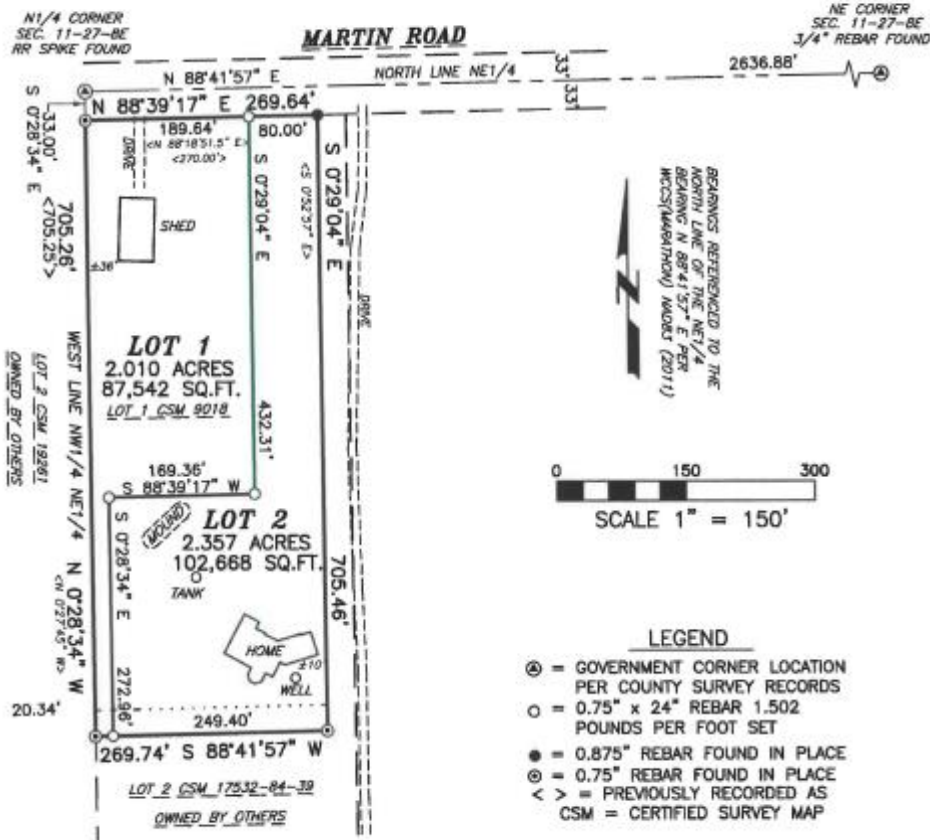 N1/4 CORNER
SEC. 11-27-8E
RR SPIKE FOUND
MARTIN ROAD
NE CORNER
SEC. 11-27-8E
3/4" REBAR FOUND
N 88°41'57" E
NORTH LINE NE1/4
33'
33'
2636.88'
N 88°39'17" E 269.64'
189.64'
80.00'
<N 88°18'51.5" E>
<270.00'>
33.00'
S 0°28'34" E
DRIVE
SHED
±36'
705.26'
<705.25'>
S 0°29'04" E
S 0°29'04" E
<S 0°52'57" E>
DRIVE
BEARINGS REFERENCED TO THE
NORTH LINE OF THE NE1/4
BEARING N 88°41'57" E PER
WCCS(MARATHON) NAD83 (2011)
N
LOT 1
2.010 ACRES
87,542 SQ.FT.
LOT 1 CSM 9018
432.31'
WEST LINE NW1/4 NE1/4
N 0°28'34" W
<N 0°27'45" W>
LOT 2 CSM 19261
OWNED BY OTHERS
169.36'
S 88°39'17" W
(MOUND)
LOT 2
2.357 ACRES
102,668 SQ.FT.
TANK
S 0°28'34" E
272.96'
705.46'
HOME
±10
WELL
20.34'
249.40'
269.74' S 88°41'57" W
LOT 2 CSM 17532-84-39
OWNED BY OTHERS
0 150 300
SCALE 1" = 150'
LEGEND
= GOVERNMENT CORNER LOCATION
PER COUNTY SURVEY RECORDS
= 0.75" x 24" REBAR 1.502
POUNDS PER FOOT SET
= 0.875" REBAR FOUND IN PLACE
= 0.75" REBAR FOUND IN PLACE
< > = PREVIOUSLY RECORDED AS
CSM = CERTIFIED SURVEY MAP